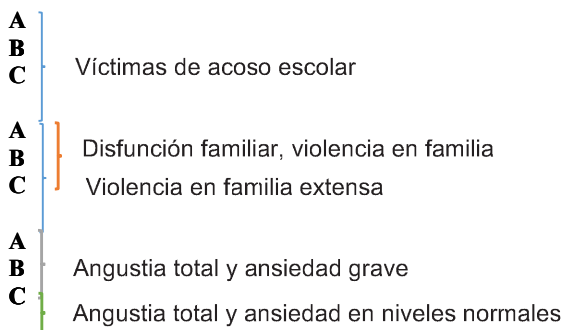 A
B
C
Víctimas de acoso escolar
A
B
C
Disfunción familiar, violencia en familia
Violencia en familia extensa
A
B
C
Angustia total y ansiedad grave
Angustia total y ansiedad en niveles normales